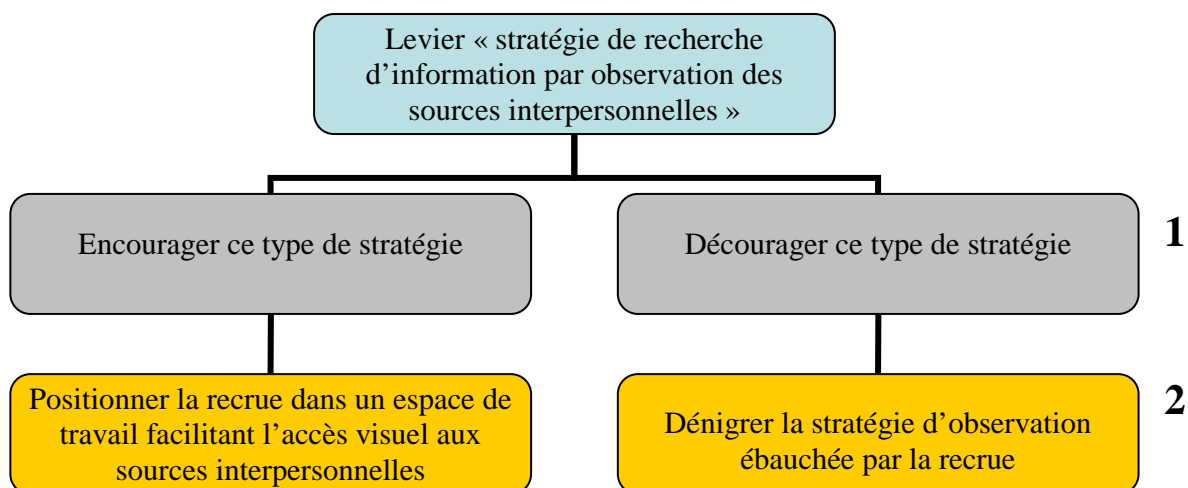 Levier « stratégie de recherche
d’information par observation des
sources interpersonnelles »
Encourager ce type de stratégie
Décourager ce type de stratégie
1
Positionner la recrue dans un espace de
travail facilitant l’accès visuel aux
sources interpersonnelles
Dénigrer la stratégie d’observation
ébauchée par la recrue
2